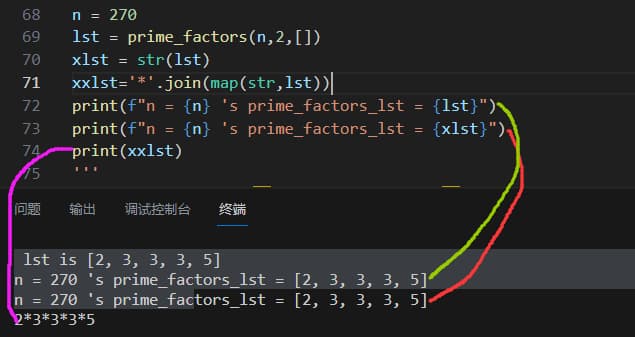 68 n = 270
69 lst = prime_factors(n,2,[])
70 xlst = str(lst)
71 xxlst='*'.join(map(str,lst))
72 print(f"n = {n} 's prime_factors_lst = {lst}")
73 print(f"n = {n} 's prime_factors_lst = {xlst}")
74 print(xxlst)
75 '''
问题 输出 调试控制台 终端
lst is [2, 3, 3, 3, 5]
n = 270 's prime_factors_lst = [2, 3, 3, 3, 5]
n = 270 's prime_factors_lst = [2, 3, 3, 3, 5]
2*3*3*3*5